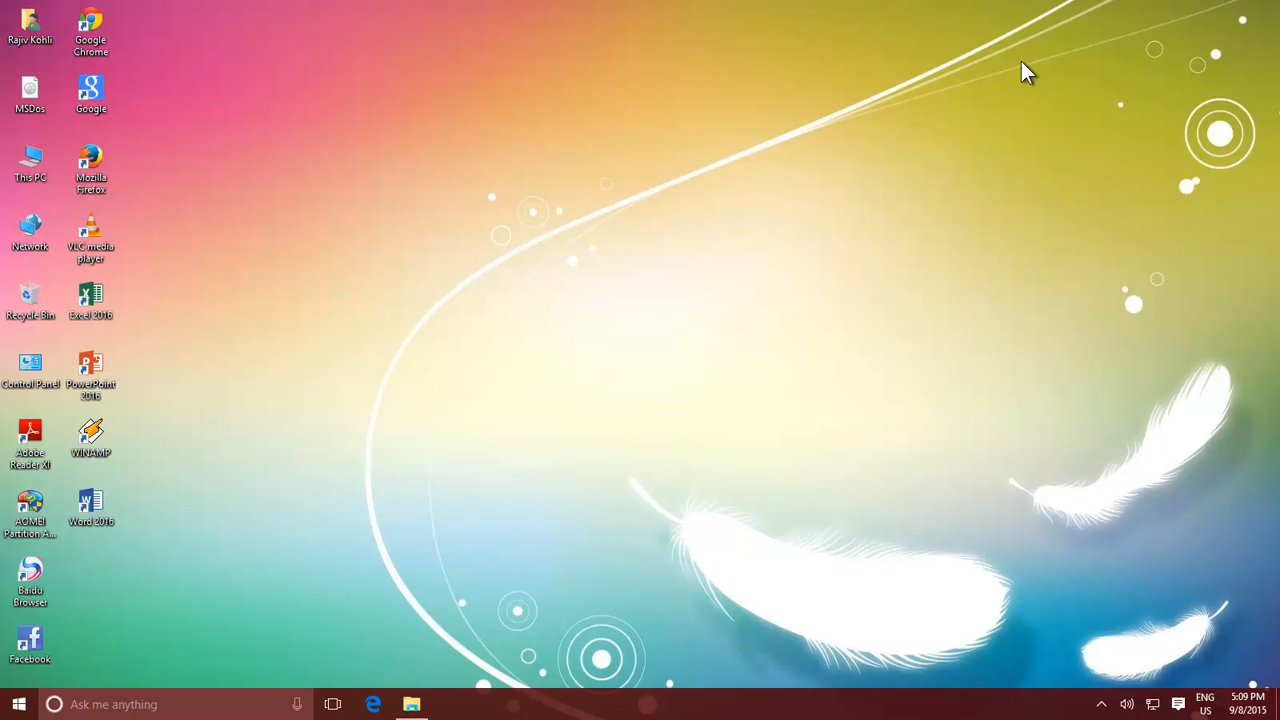 Rajiv Kohli
Google
Chrome
MSDos
Google
This PC
Mozilla
Firefox
Network
VLC media
player
Recycle Bin
Excel 2016
Control Panel
PowerPoint
2016
Adobe
Reader XI
WINAMP
AOMEI
Partition A...
Word 2016
Baidu
Browser
Facebook
Ask me anything
ENG
US
5:09 PM
9/8/2015